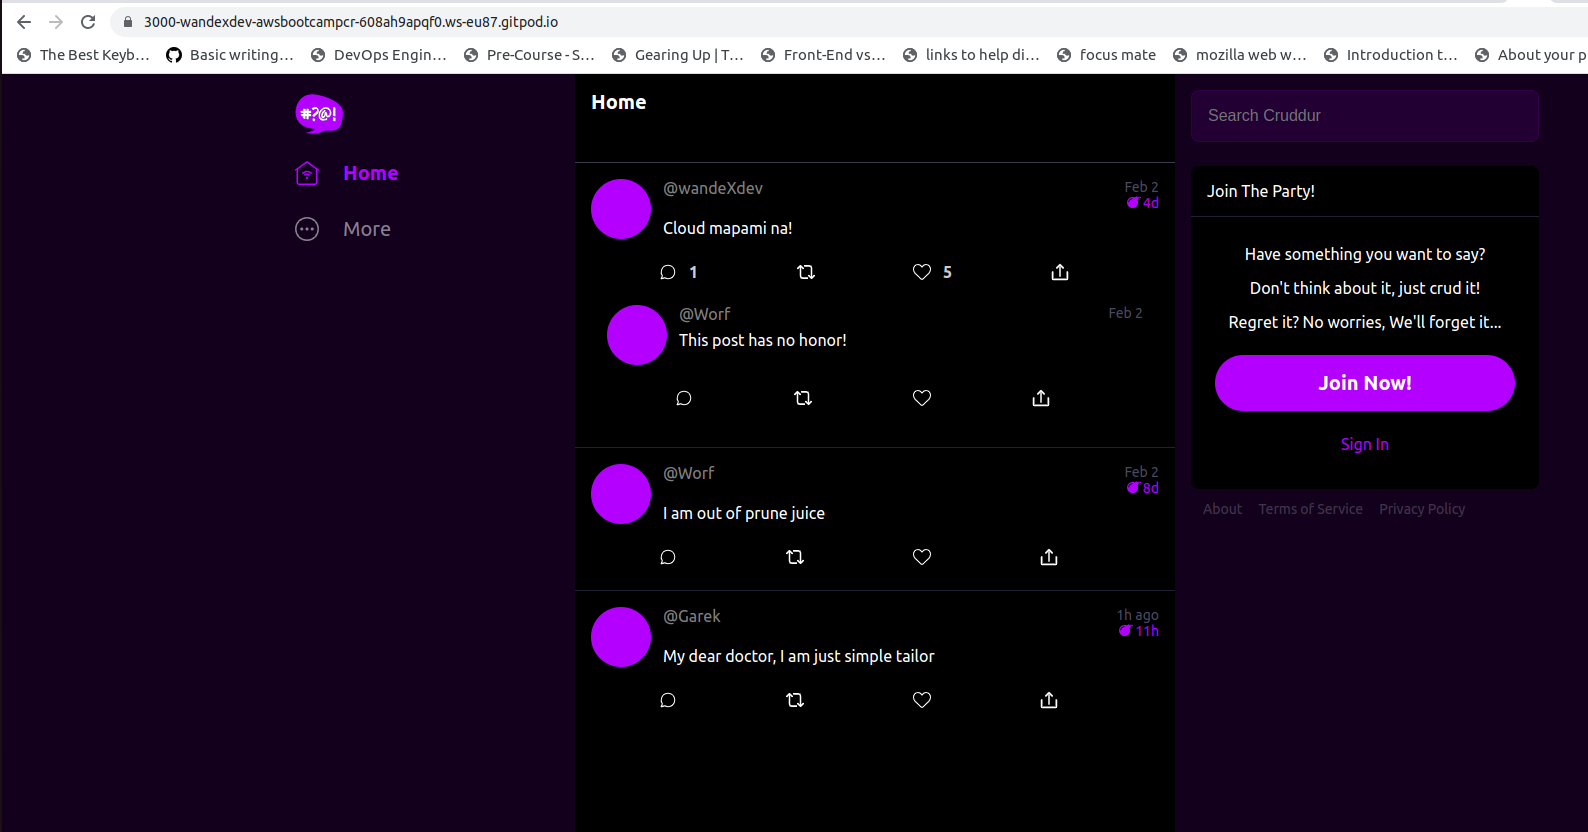 3000-wandexdev-awsbootcampcr-608ah9apqf0.ws-eu87.gitpod.io
The Best Keyb... Basic writing... DevOps Engin... Pre-Course - S... Gearing Up | T... Front-End vs... links to help di... focus mate mozilla web w... Introduction t... About your p
#?@!
Home
More
Home
@wandeXdev Feb 2
4d
Cloud mapami na!
1 5
@Worf Feb 2
This post has no honor!
@Worf Feb 2
8d
I am out of prune juice
@Garek 1h ago
11h
My dear doctor, I am just simple tailor
Search Cruddur
Join The Party!
Have something you want to say?
Don't think about it, just crud it!
Regret it? No worries, We'll forget it...
Join Now!
Sign In
About Terms of Service Privacy Policy